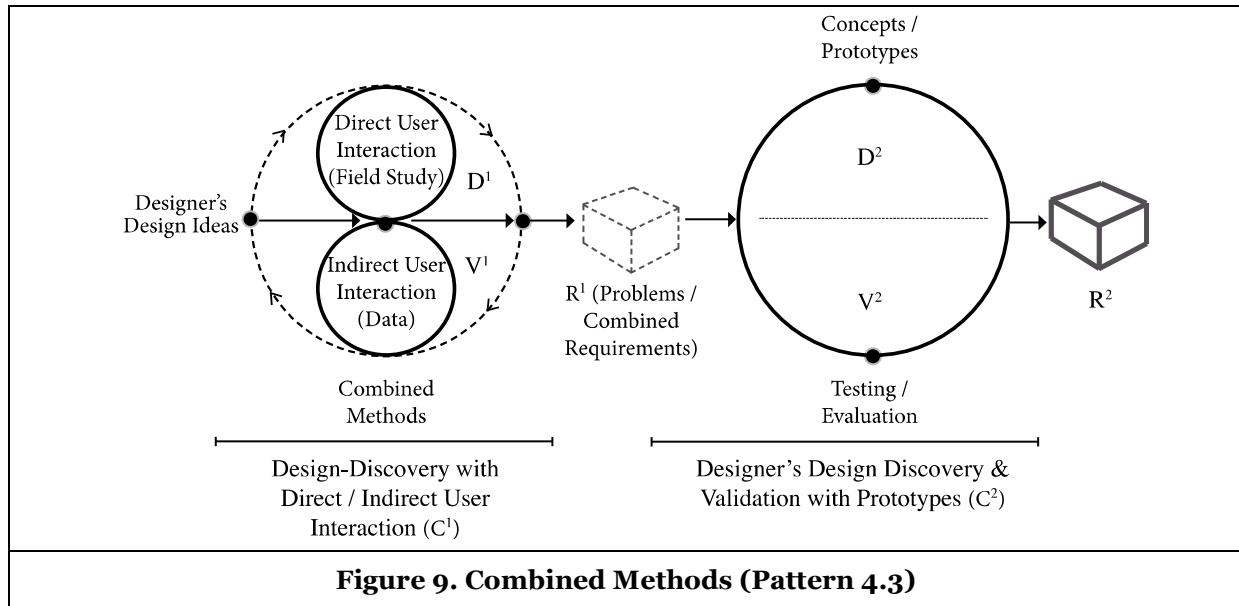 Concepts /
Prototypes
Direct User
Interaction
(Field Study)
D¹
D²
Designer's
Design Ideas
Indirect User
Interaction
(Data)
V¹
R¹ (Problems /
Combined
Requirements)
V²
R²
Combined
Methods
Testing /
Evaluation
Design-Discovery with
Direct / Indirect User
Interaction (C¹)
Designer's Design Discovery &
Validation with Prototypes (C²)
Figure 9. Combined Methods (Pattern 4.3)